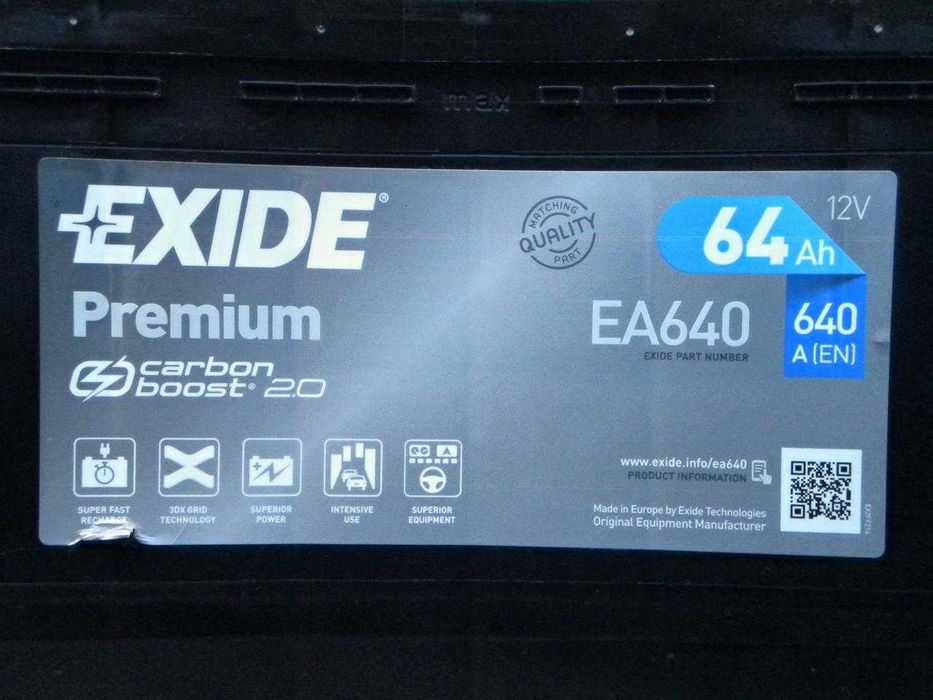 max
EXIDE®
Premium
carbon
boost® 2.0
MATCHING
QUALITY
PART
64 Ah
12V
EA640
EXIDE PART NUMBER
640
A (EN)
SUPER FAST
RECHARGE
3DX GRID
TECHNOLOGY
SUPERIOR
POWER
INTENSIVE
USE
SUPERIOR
EQUIPMENT
www.exide.info/ea640
PRODUCT INFORMATION
Made in Europe by Exide Technologies
Original Equipment Manufacturer